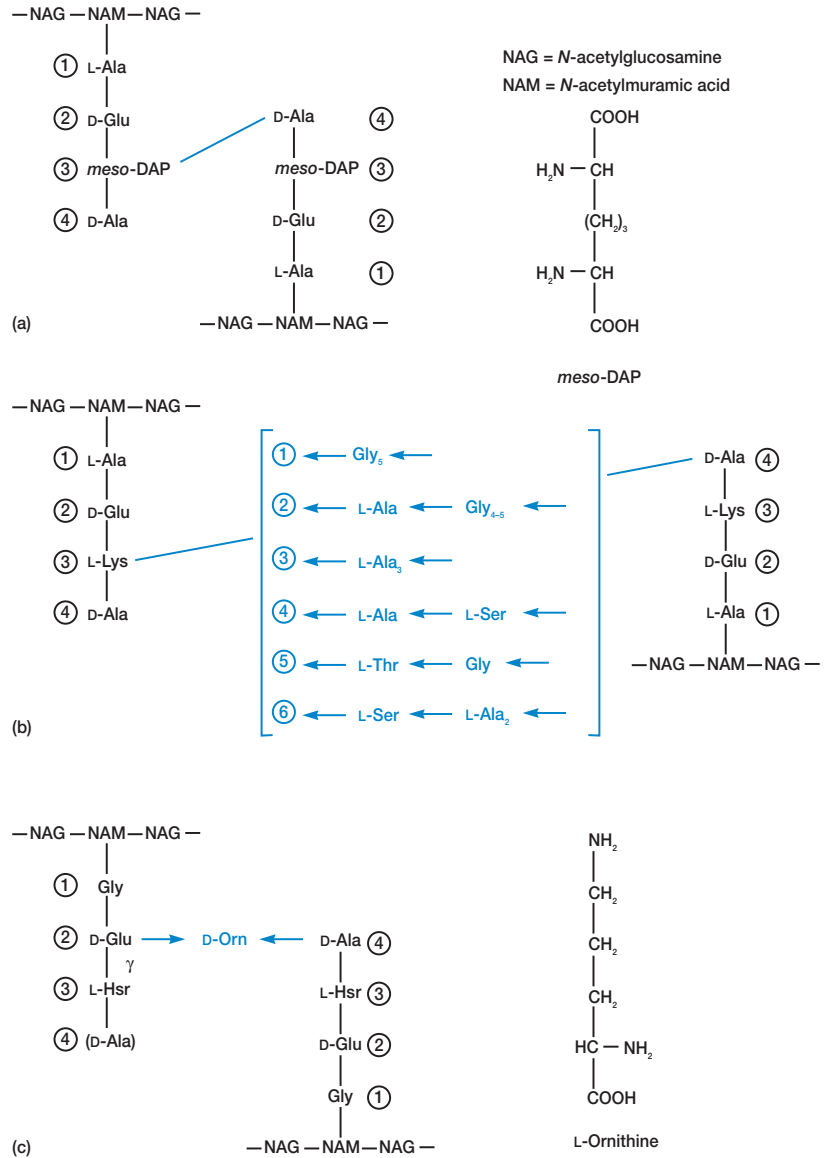 —NAG—NAM—NAG—
① L-Ala
② D-Glu
③ meso-DAP
④ D-Ala
D-Ala ④
meso-DAP ③
D-Glu ②
L-Ala ①
—NAG—NAM—NAG—
(a)
NAG = N-acetylglucosamine
NAM = N-acetylmuramic acid
COOH
H₂N—CH
(CH₂)₃
H₂N—CH
COOH
meso-DAP
—NAG—NAM—NAG—
① L-Ala
② D-Glu
③ L-Lys
④ D-Ala
① ← Gly₅ ←
② ← L-Ala ← Gly₄₋₅ ←
③ ← L-Ala₃ ←
④ ← L-Ala ← L-Ser ←
⑤ ← L-Thr ← Gly ←
⑥ ← L-Ser ← L-Ala₂ ←
D-Ala ④
L-Lys ③
D-Glu ②
L-Ala ①
—NAG—NAM—NAG—
(b)
—NAG—NAM—NAG—
① Gly
② D-Glu → D-Orn ← D-Ala ④
γ
③ L-Hsr
④ (D-Ala)
L-Hsr ③
D-Glu ②
Gly ①
—NAG—NAM—NAG—
(c)
NH₂
CH₂
CH₂
CH₂
HC—NH₂
COOH
L-Ornithine